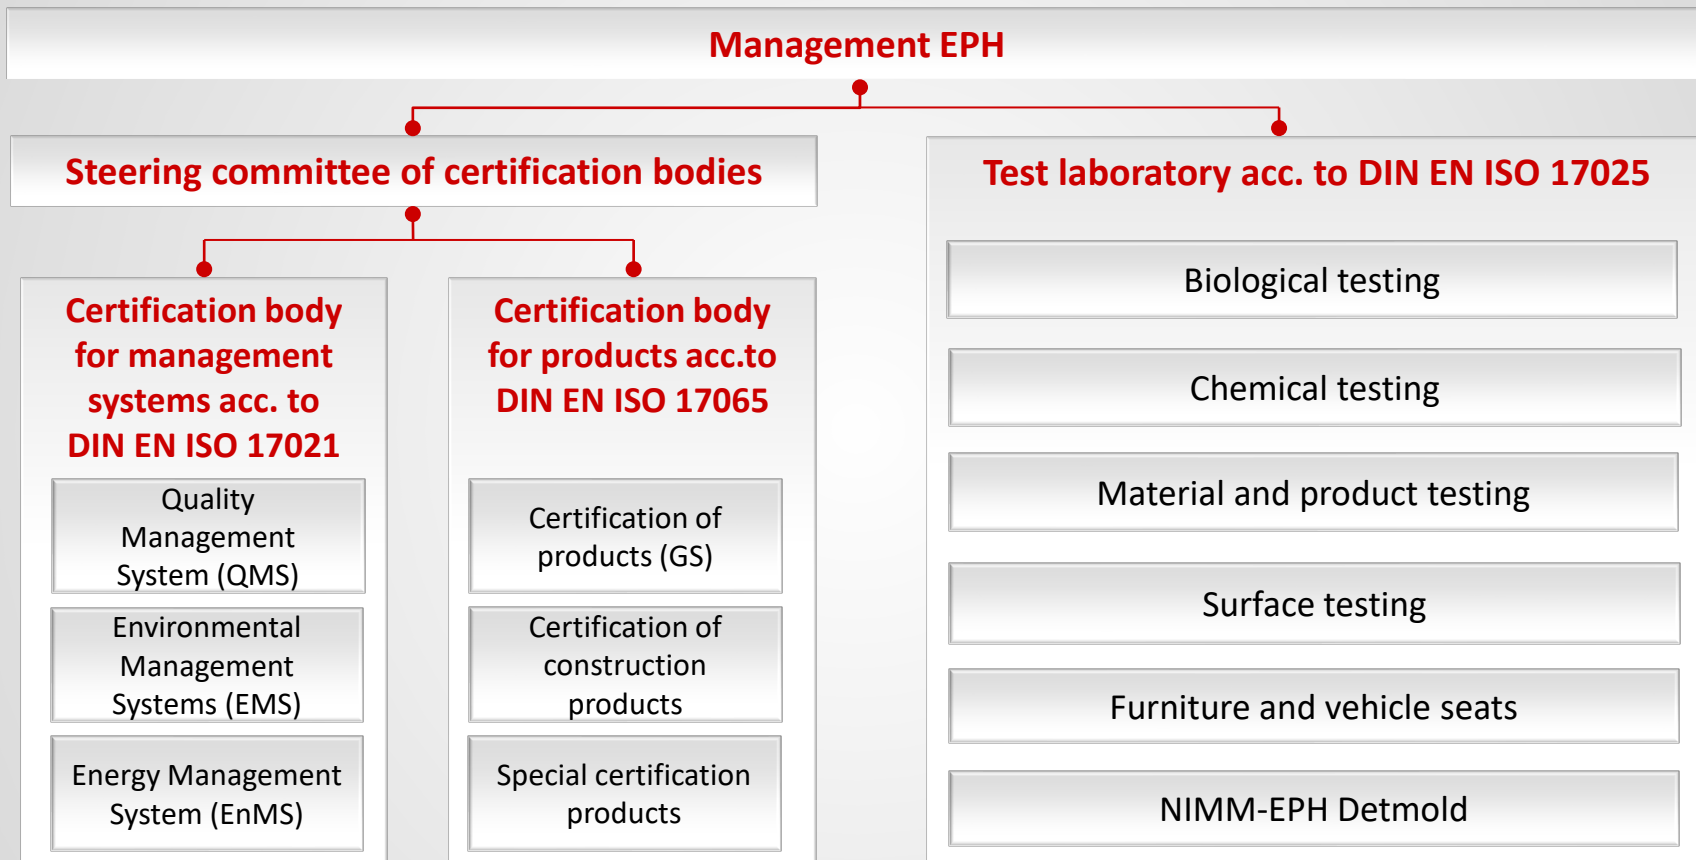 Management EPH
Steering committee of certification bodies
Certification body
for management
systems acc. to
DIN EN ISO 17021
Quality
Management
System (QMS)
Environmental
Management
Systems (EMS)
Energy Management
System (EnMS)
Certification body
for products acc.to
DIN EN ISO 17065
Certification of
products (GS)
Certification of
construction
products
Special certification
products
Test laboratory acc. to DIN EN ISO 17025
Biological testing
Chemical testing
Material and product testing
Surface testing
Furniture and vehicle seats
NIMM-EPH Detmold